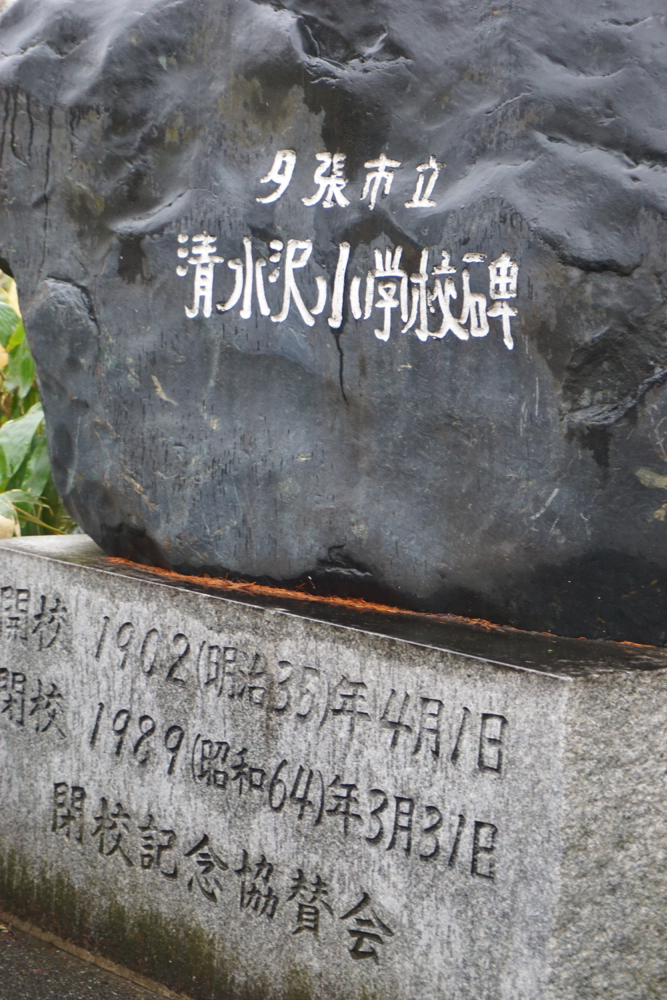 夕張市立
清水沢小学校碑
開校 1902(明治35)年4月1日
閉校 1989(昭和64)年3月31日
閉校記念協賛会